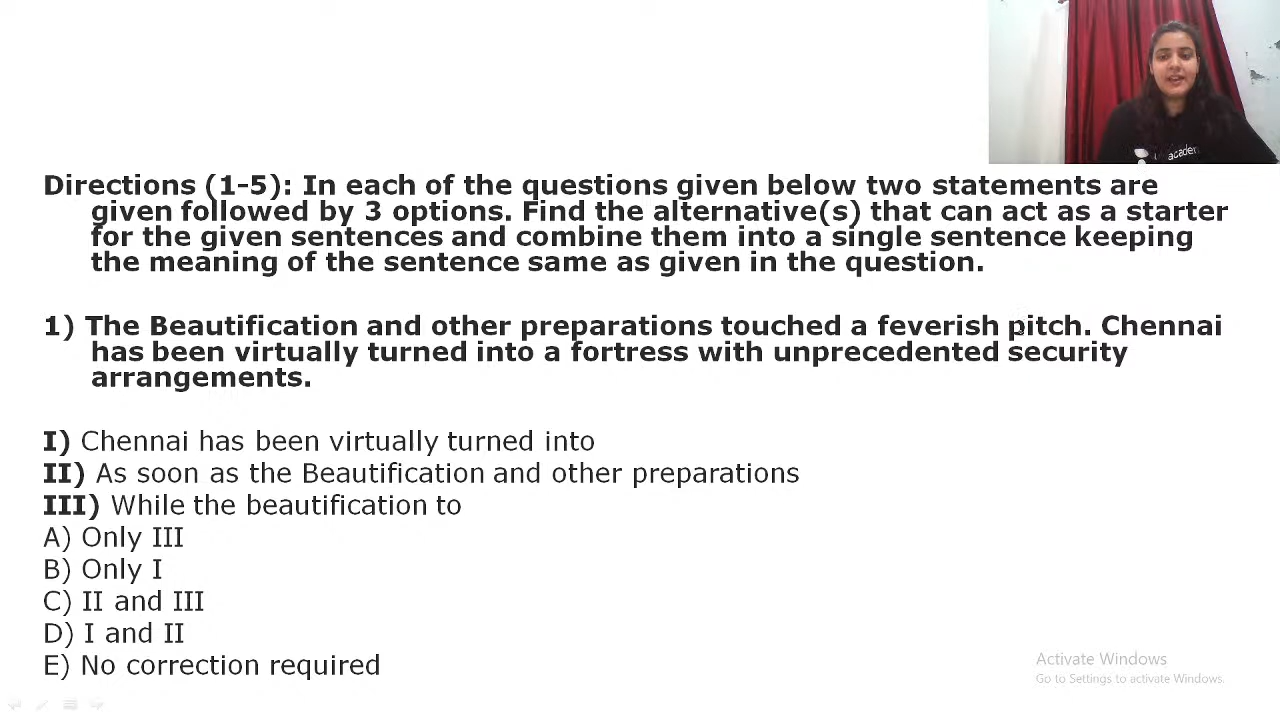 acade
Directions (1-5): In each of the questions given below two statements are
given followed by 3 options. Find the alternative(s) that can act as a starter
for the given sentences and combine them into a single sentence keeping
the meaning of the sentence same as given in the question.
1) The Beautification and other preparations touched a feverish pitch. Chennai
has been virtually turned into a fortress with unprecedented security
arrangements.
I) Chennai has been virtually turned into
II) As soon as the Beautification and other preparations
III) While the beautification to
A) Only III
B) Only I
C) II and III
D) I and II
E) No correction required
Activate Windows
Go to Settings to activate Windows.